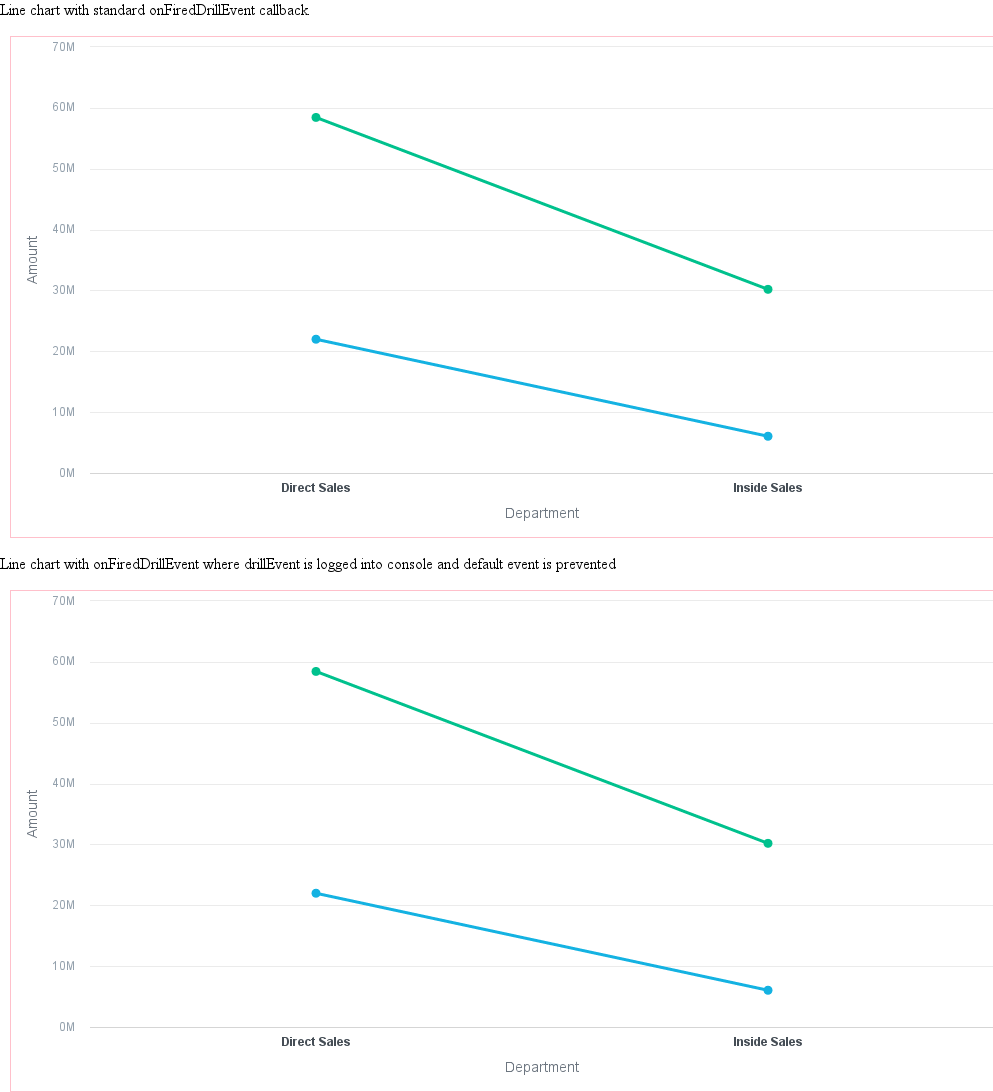 Line chart with standard onFiredDrillEvent callback
70M
60M
50M
40M
30M
20M
10M
0M
Amount
Direct Sales Inside Sales
Department
Line chart with onFiredDrillEvent where drillEvent is logged into console and default event is prevented
70M
60M
50M
40M
30M
20M
10M
0M
Amount
Direct Sales Inside Sales
Department